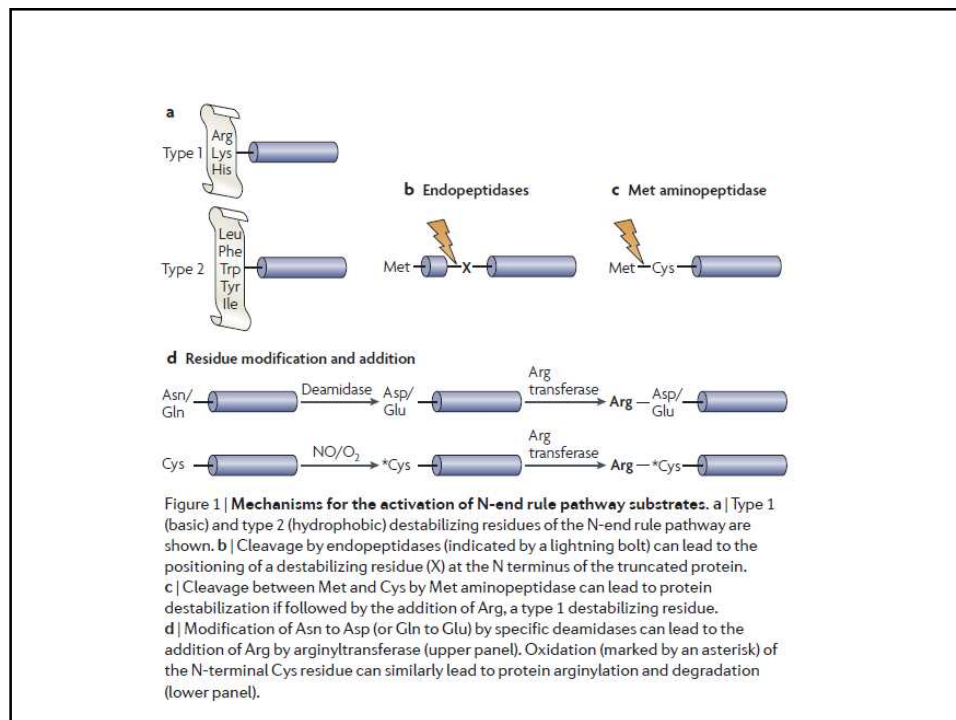 a
Type 1
Arg
Lys
His
Type 2
Leu
Phe
Trp
Tyr
Ile
b Endopeptidases
Met
X
c Met aminopeptidase
Met
Cys
d Residue modification and addition
Asn/
Gln
Deamidase
Asp/
Glu
Arg
transferase
Arg
Asp/
Glu
Cys
NO/O₂
*Cys
Arg
transferase
Arg
*Cys
Figure 1 | Mechanisms for the activation of N-end rule pathway substrates. a | Type 1
(basic) and type 2 (hydrophobic) destabilizing residues of the N-end rule pathway are
shown. b | Cleavage by endopeptidases (indicated by a lightning bolt) can lead to the
positioning of a destabilizing residue (X) at the N terminus of the truncated protein.
c | Cleavage between Met and Cys by Met aminopeptidase can lead to protein
destabilization if followed by the addition of Arg, a type 1 destabilizing residue.
d | Modification of Asn to Asp (or Gln to Glu) by specific deamidases can lead to the
addition of Arg by arginyltransferase (upper panel). Oxidation (marked by an asterisk) of
the N-terminal Cys residue can similarly lead to protein arginylation and degradation
(lower panel).